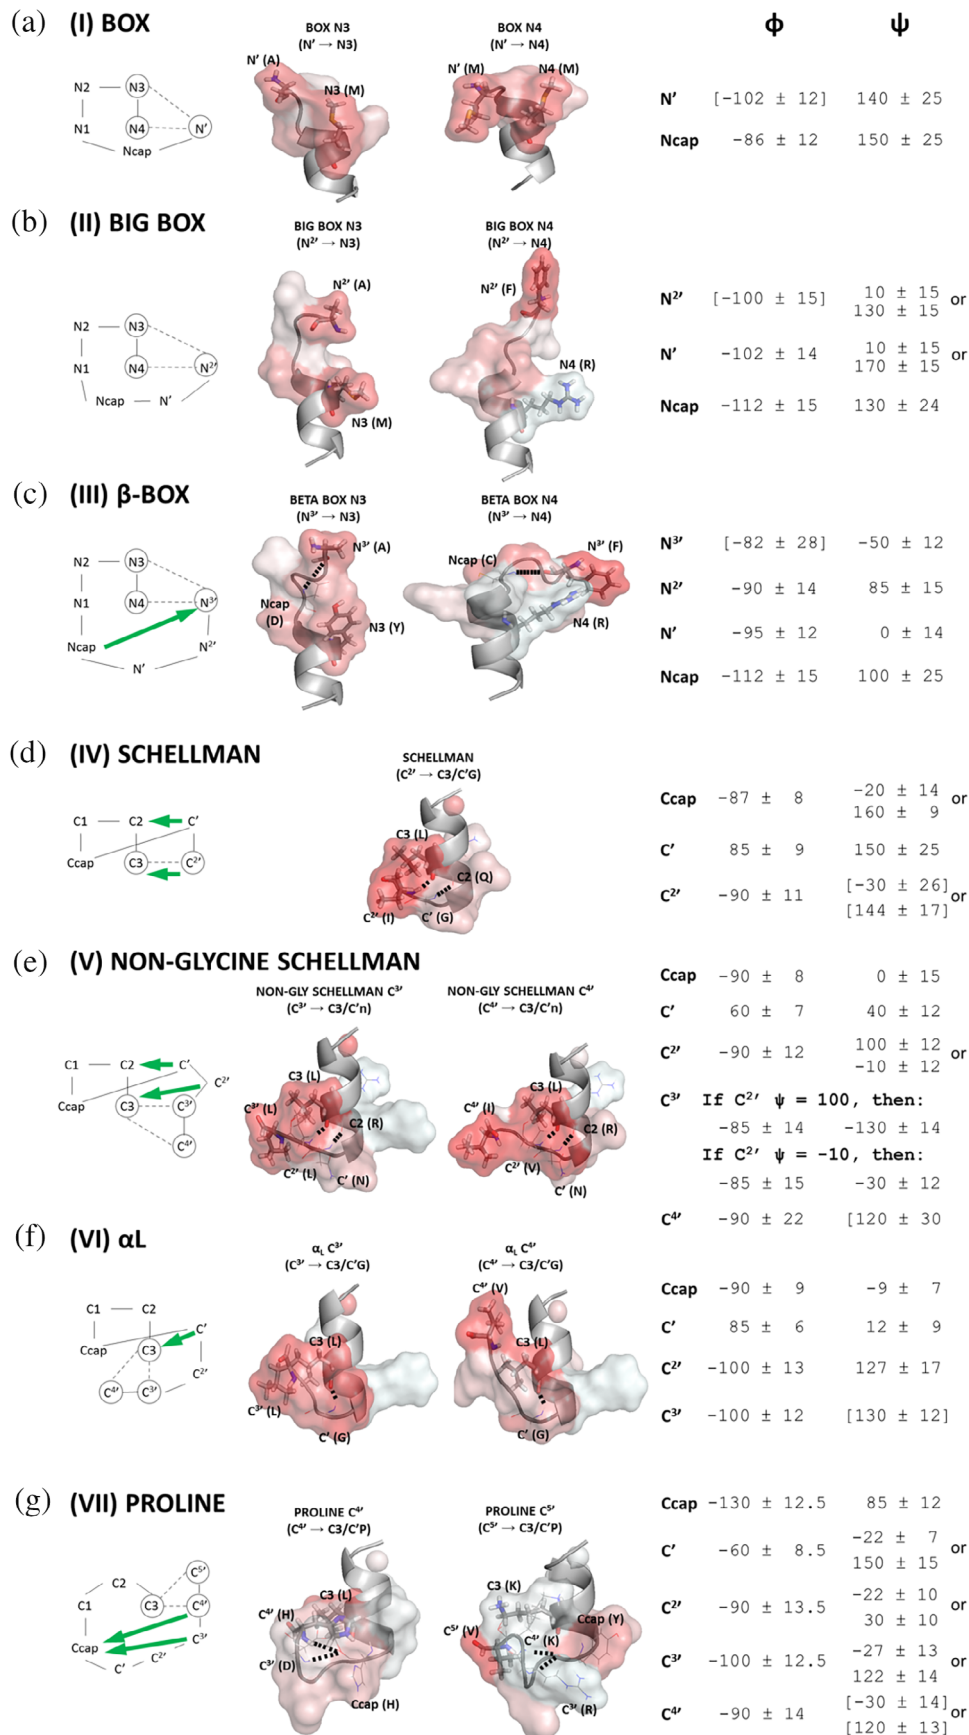 ϕ ψ
(a) (I) BOX
BOX N3
(N' → N3)
BOX N4
(N' → N4)
N' (A)
N3 (M)
N' (M)
N4 (M)
N2
N3
N1
N4
N'
Ncap
N' [-102 ± 12] 140 ± 25
Ncap -86 ± 12 150 ± 25
(b) (II) BIG BOX
BIG BOX N3
(N²' → N3)
BIG BOX N4
(N²' → N4)
N²' (A)
N²' (F)
N3 (M)
N4 (R)
N2
N3
N1
N4
N²'
Ncap
N'
N²' [-100 ± 15] 10 ± 15 or
130 ± 15
N' -102 ± 14 10 ± 15 or
170 ± 15
Ncap -112 ± 15 130 ± 24
(c) (III) β-BOX
BETA BOX N3
(N³' → N3)
BETA BOX N4
(N³' → N4)
N³' (A)
Ncap
(D)
N3 (Y)
Ncap (C)
N³' (F)
N4 (R)
N2
N3
N1
N4
N³'
Ncap
N²'
N'
N³' [-82 ± 28] -50 ± 12
N²' -90 ± 14 85 ± 15
N' -95 ± 12 0 ± 14
Ncap -112 ± 15 100 ± 25
(d) (IV) SCHELLMAN
SCHELLMAN
(C²' → C3/C'G)
C3 (L)
C2 (Q)
C²' (I)
C' (G)
C1
C2
C'
Ccap
C3
C²'
Ccap -87 ± 8 -20 ± 14 or
160 ± 9
C' 85 ± 9 150 ± 25
C²' -90 ± 11 [-30 ± 26] or
[144 ± 17]
(e) (V) NON-GLYCINE SCHELLMAN
NON-GLY SCHELLMAN C³'
(C³' → C3/C'n)
NON-GLY SCHELLMAN C⁴'
(C⁴' → C3/C'n)
C3 (L)
C³' (L)
C2 (R)
C²' (L)
C' (N)
C3 (L)
C⁴' (I)
C2 (R)
C²' (V)
C' (N)
C1
C2
C'
C²'
Ccap
C3
C³'
C⁴'
Ccap -90 ± 8 0 ± 15
C' 60 ± 7 40 ± 12
C²' -90 ± 12 100 ± 12 or
-10 ± 12
C³' If C²' ψ = 100, then:
-85 ± 14 -130 ± 14
If C²' ψ = -10, then:
-85 ± 15 -30 ± 12
C⁴' -90 ± 22 [120 ± 30
(f) (VI) αL
α_L C³'
(C³' → C3/C'G)
α_L C⁴'
(C⁴' → C3/C'G)
C3 (L)
C³' (L)
C' (G)
C⁴' (V)
C3 (L)
C' (G)
C1
C2
C'
Ccap
C3
C²'
C⁴'
C³'
Ccap -90 ± 9 -9 ± 7
C' 85 ± 6 12 ± 9
C²' -100 ± 13 127 ± 17
C³' -100 ± 12 [130 ± 12]
(g) (VII) PROLINE
PROLINE C⁴'
(C⁴' → C3/C'P)
PROLINE C⁵'
(C⁵' → C3/C'P)
C3 (L)
C⁴' (H)
C³' (D)
Ccap (H)
C3 (K)
Ccap (Y)
C⁵' (V)
C⁴' (K)
C³' (R)
C⁵'
C2
C1
C3
C⁴'
Ccap
C³'
C'
C²'
Ccap -130 ± 12.5 85 ± 12
C' -60 ± 8.5 -22 ± 7 or
150 ± 15
C²' -90 ± 13.5 -22 ± 10 or
30 ± 10
C³' -100 ± 12.5 -27 ± 13 or
122 ± 14
C⁴' -90 ± 14 [-30 ± 14] or
[120 ± 13]